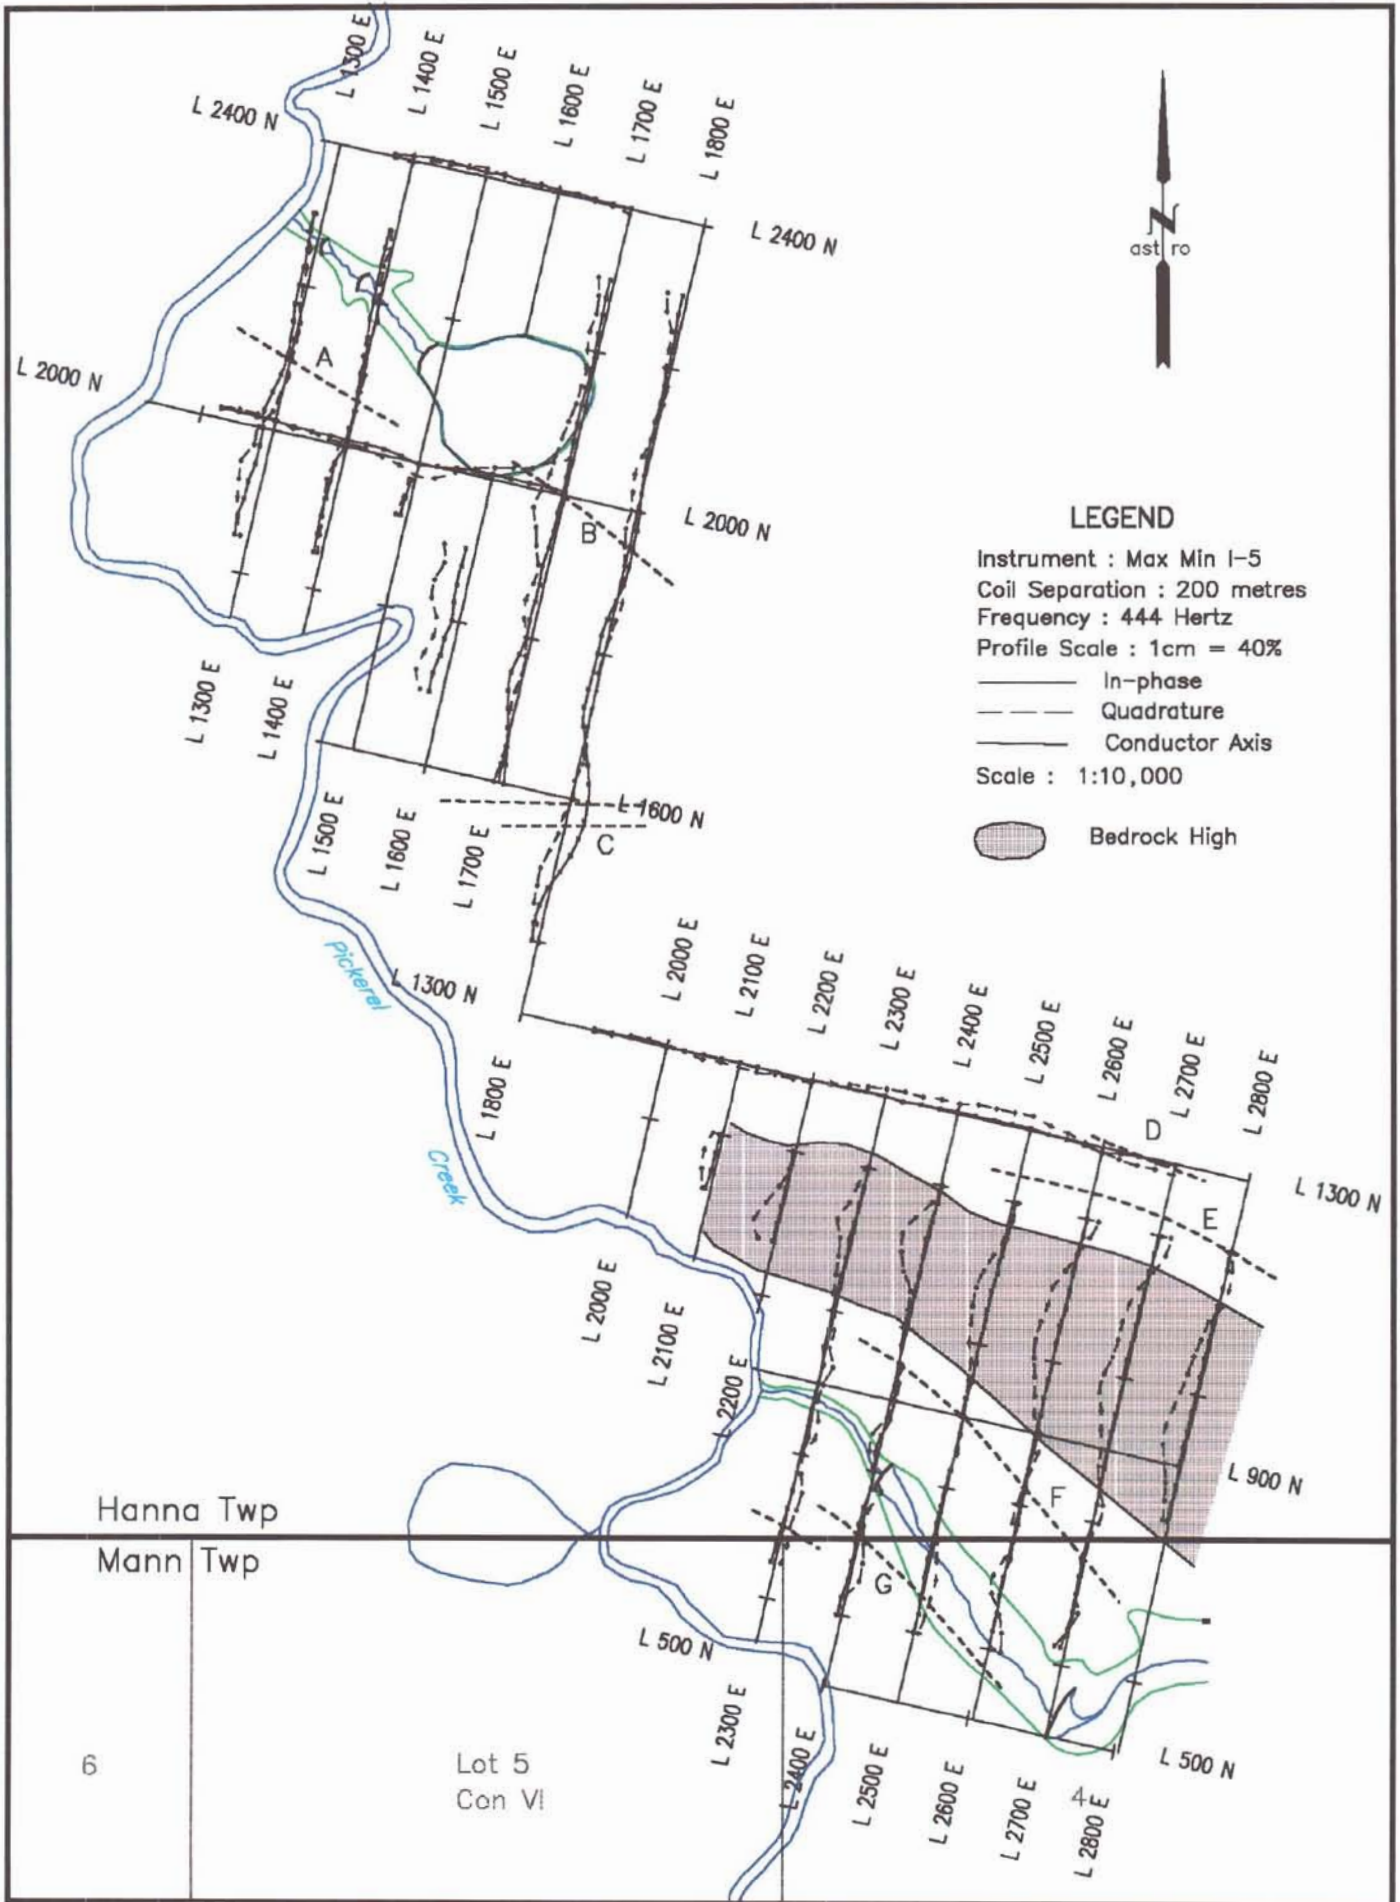 L 1300 E
L 1400 E
L 1500 E
L 1600 E
L 1700 E
L 1800 E
L 2400 N
L 2400 N
astro
N
A
L 2000 N
L 2000 N
B
LEGEND
Instrument : Max Min I-5
Coil Separation : 200 metres
Frequency : 444 Hertz
Profile Scale : 1cm = 40%
In-phase
Quadrature
Conductor Axis
Scale : 1:10,000
Bedrock High
L 1300 E
L 1400 E
L 1500 E
L 1600 E
L 1700 E
L 1600 N
C
Pickerel
Creek
L 1300 N
L 1800 E
L 2000 E
L 2100 E
L 2200 E
L 2300 E
L 2400 E
L 2500 E
L 2600 E
L 2700 E
L 2800 E
D
L 1300 N
E
L 2000 E
L 2100 E
2200 E
L 900 N
F
Hanna Twp
Mann Twp
G
L 500 N
L 2300 E
L 2400 E
L 2500 E
L 2600 E
L 2700 E
L 2800 E
L 500 N
6
Lot 5
Con VI
4